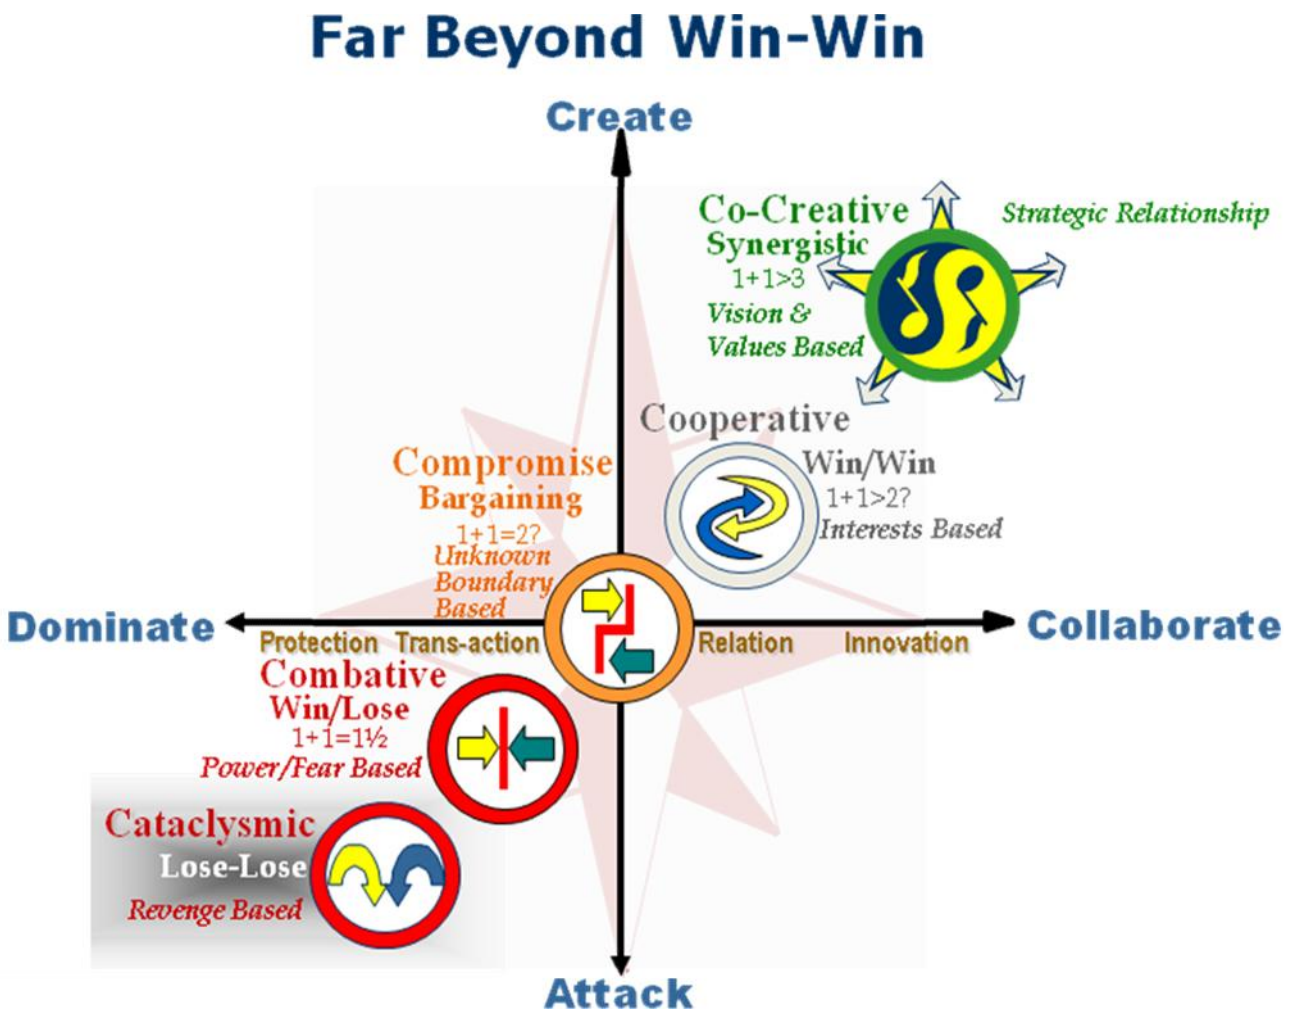 Far Beyond Win-Win
Create
Co-Creative
Synergistic
1+1>3
Vision &
Values Based
Strategic Relationship
Cooperative
Win/Win
1+1>2?
Interests Based
Compromise
Bargaining
1+1=2?
Unknown
Boundary
Based
Dominate
Protection
Trans-action
Relation
Innovation
Collaborate
Combative
Win/Lose
1+1=1½
Power/Fear Based
Cataclysmic
Lose-Lose
Revenge Based
Attack